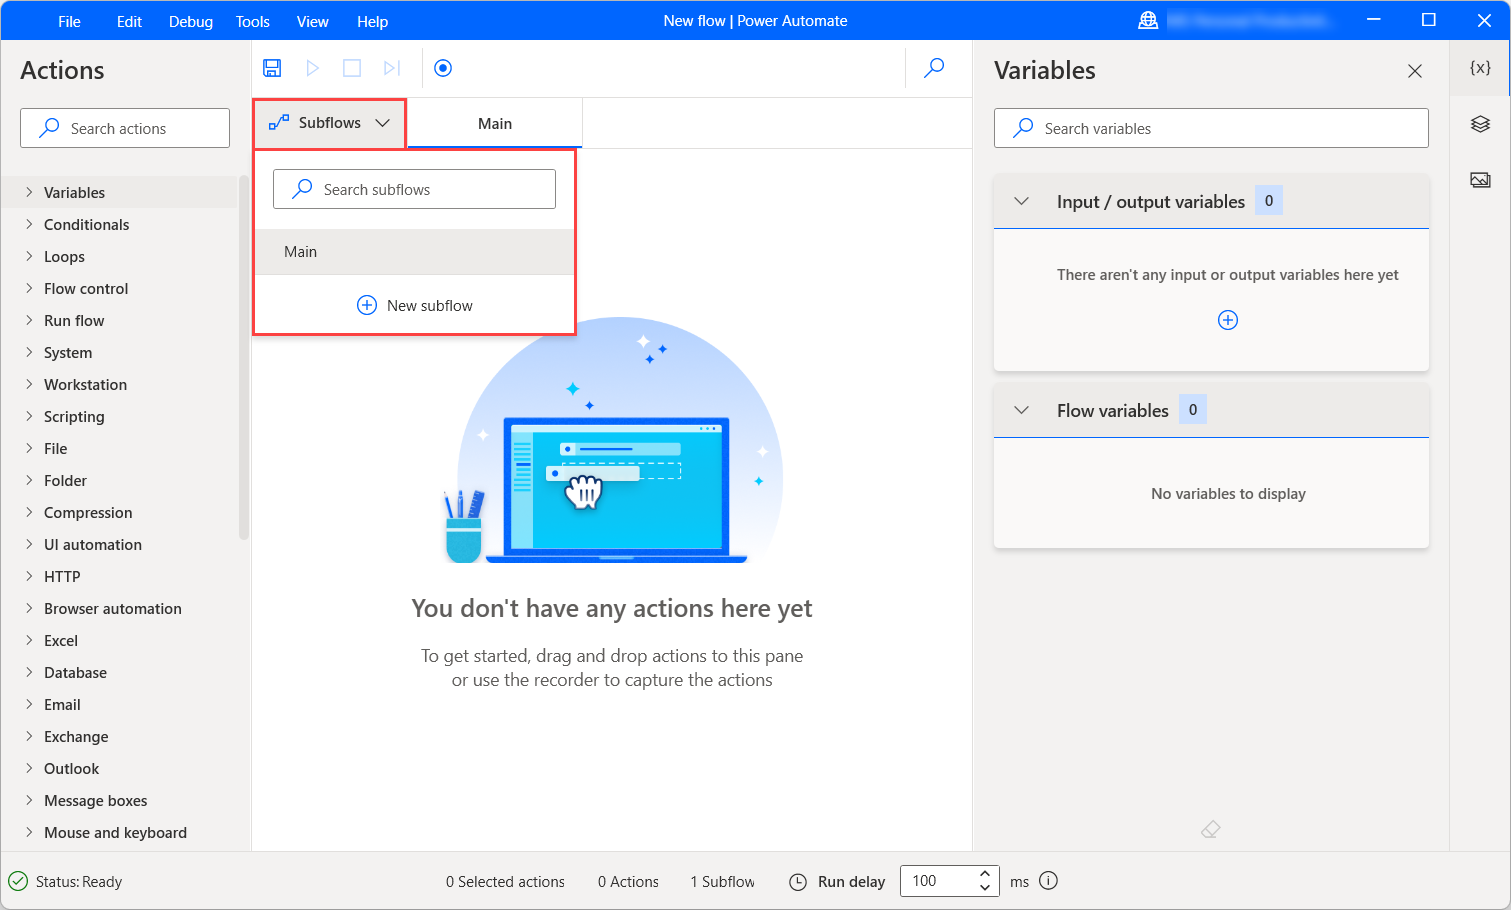 File Edit Debug Tools View Help New flow | Power Automate
Actions
Search actions
Variables
Conditionals
Loops
Flow control
Run flow
System
Workstation
Scripting
File
Folder
Compression
UI automation
HTTP
Browser automation
Excel
Database
Email
Exchange
Outlook
Message boxes
Mouse and keyboard
Subflows Main
Search subflows
Main
New subflow
You don't have any actions here yet
To get started, drag and drop actions to this pane
or use the recorder to capture the actions
Variables
{x}
Search variables
Input / output variables 0
There aren't any input or output variables here yet
Flow variables 0
No variables to display
Status: Ready 0 Selected actions 0 Actions 1 Subflow Run delay 100 ms